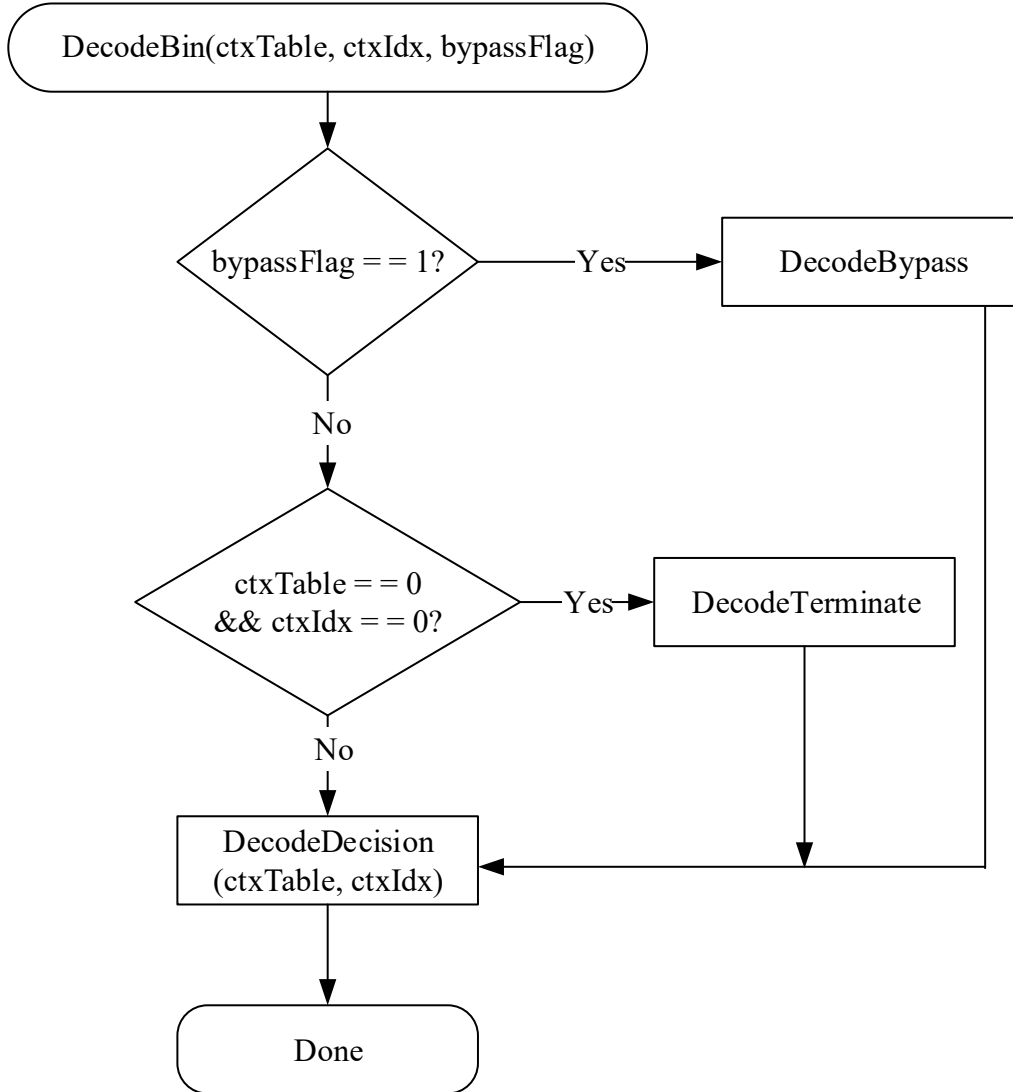 DecodeBin(ctxTable, ctxIdx, bypassFlag)
bypassFlag = = 1?
Yes
DecodeBypass
No
ctxTable = = 0
&& ctxIdx = = 0?
Yes
DecodeTerminate
No
DecodeDecision
(ctxTable, ctxIdx)
Done